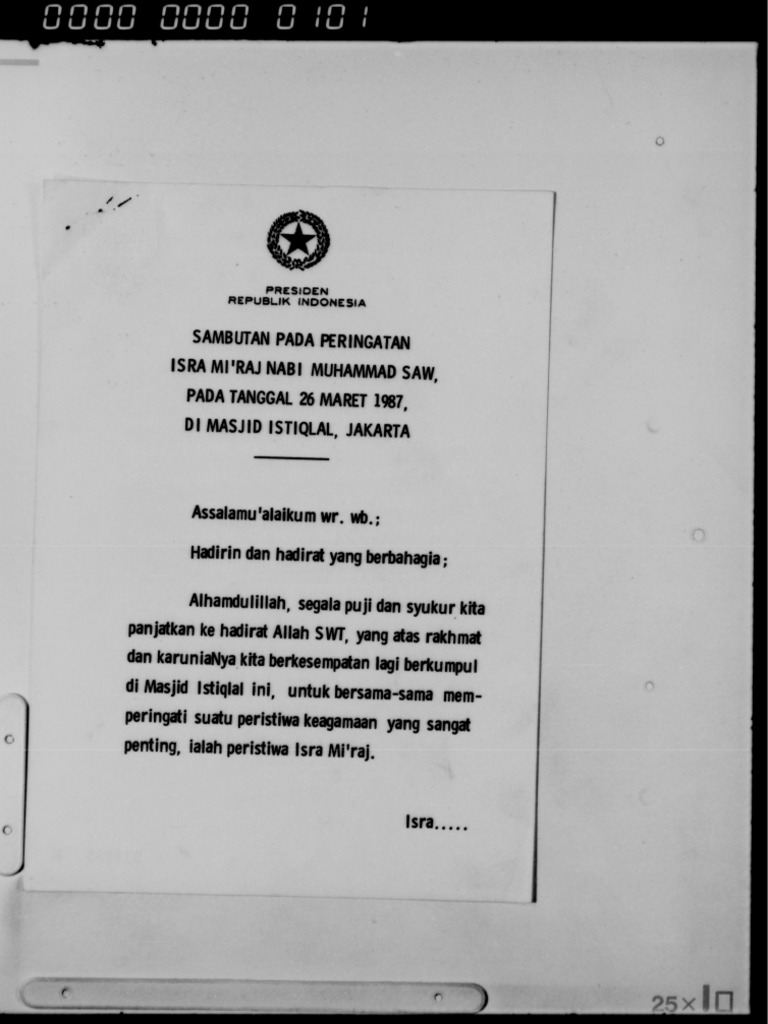 0000 0000 0101
PRESIDEN
REPUBLIK INDONESIA
SAMBUTAN PADA PERINGATAN
ISRA MI'RAJ NABI MUHAMMAD SAW,
PADA TANGGAL 26 MARET 1987,
DI MASJID ISTIQLAL, JAKARTA
Assalamu'alaikum wr. wb.;
Hadirin dan hadirat yang berbahagia;
Alhamdulillah, segala puji dan syukur kita
panjatkan ke hadirat Allah SWT, yang atas rakhmat
dan karuniaNya kita berkesempatan lagi berkumpul
di Masjid Istiqlal ini, untuk bersama-sama mem-
peringati suatu peristiwa keagamaan yang sangat
penting, ialah peristiwa Isra Mi'raj.
Isra.....
25×